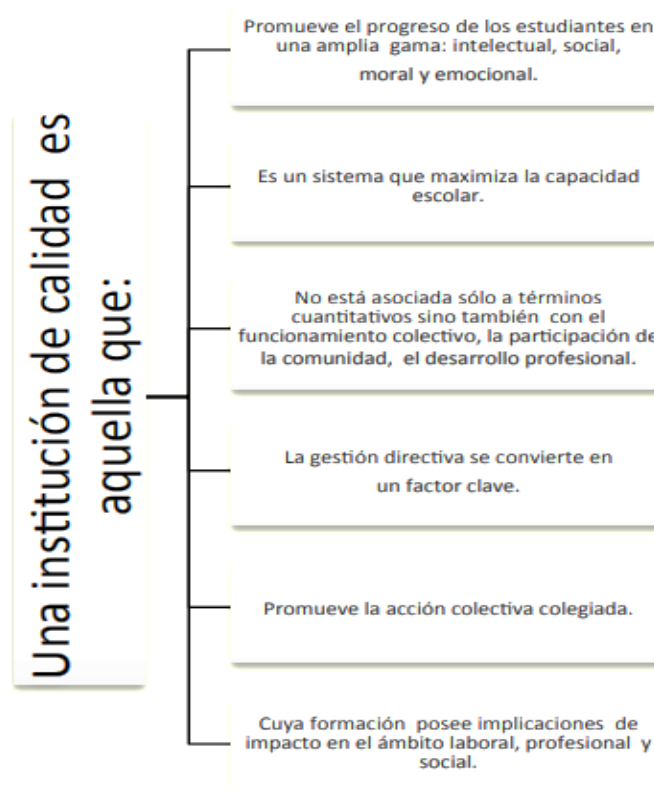 Una institución de calidad es
aquella que:
Promueve el progreso de los estudiantes en
una amplia gama: intelectual, social,
moral y emocional.
Es un sistema que maximiza la capacidad
escolar.
No está asociada sólo a términos
cuantitativos sino también con el
funcionamiento colectivo, la participación de
la comunidad, el desarrollo profesional.
La gestión directiva se convierte en
un factor clave.
Promueve la acción colectiva colegiada.
Cuya formación posee implicaciones de
impacto en el ámbito laboral, profesional y
social.